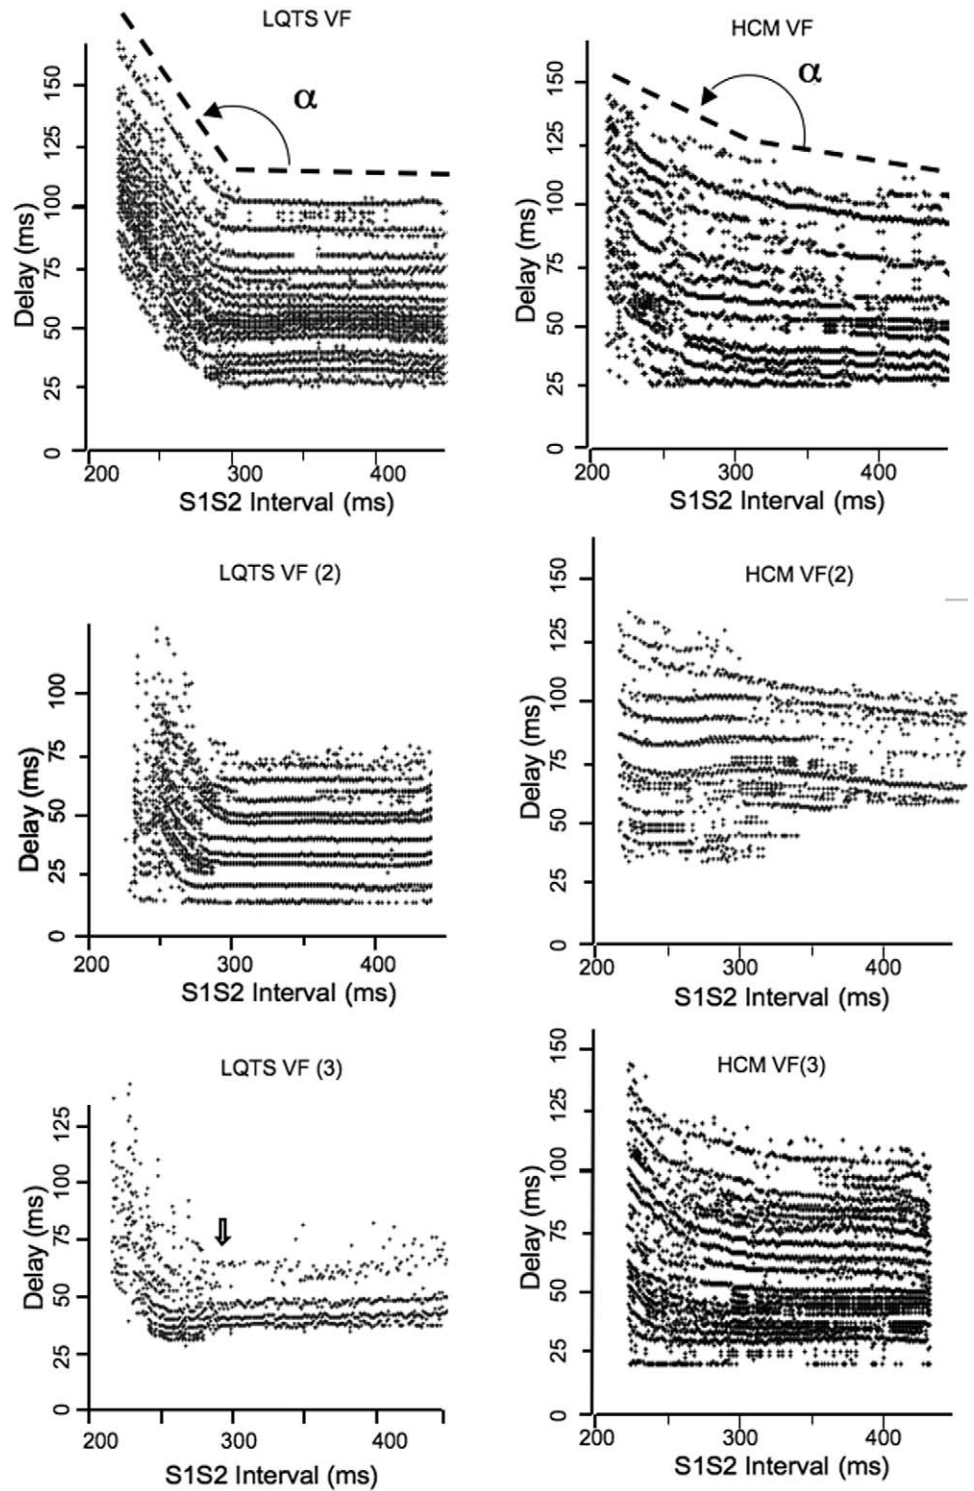 LQTS VF
α
Delay (ms)
150
125
100
75
50
25
0
200
300
400
S1S2 Interval (ms)
HCM VF
α
Delay (ms)
150
125
100
75
50
25
0
200
300
400
S1S2 Interval (ms)
LQTS VF (2)
Delay (ms)
100
75
50
25
0
200
300
400
S1S2 Interval (ms)
HCM VF(2)
Delay (ms)
150
125
100
75
50
25
0
200
300
400
S1S2 Interval (ms)
LQTS VF (3)
Delay (ms)
125
100
75
50
25
0
200
300
400
S1S2 Interval (ms)
HCM VF(3)
Delay (ms)
150
125
100
75
50
25
0
200
300
400
S1S2 Interval (ms)